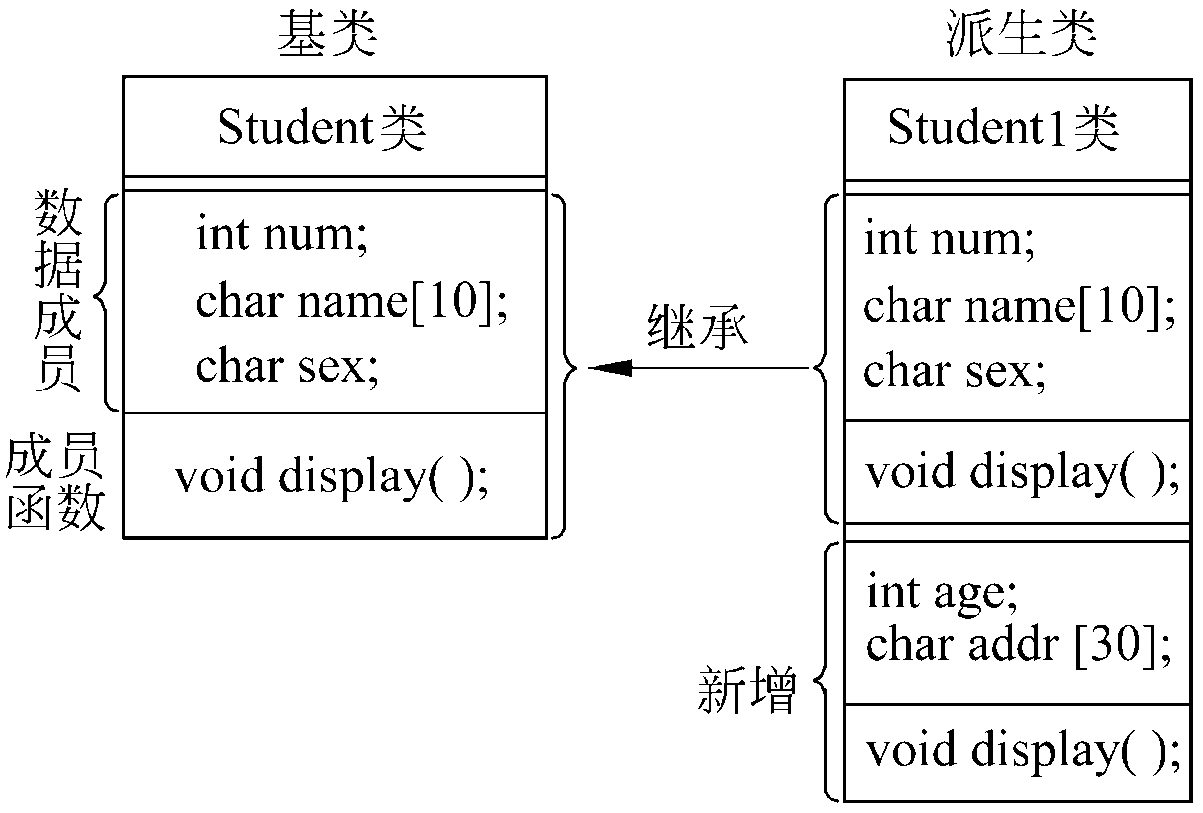 基类
Student类
数据成员
int num;
char name[10];
char sex;
成员
函数
void display( );
继承
派生类
Student1类
int num;
char name[10];
char sex;
void display( );
新增
int age;
char addr [30];
void display( );